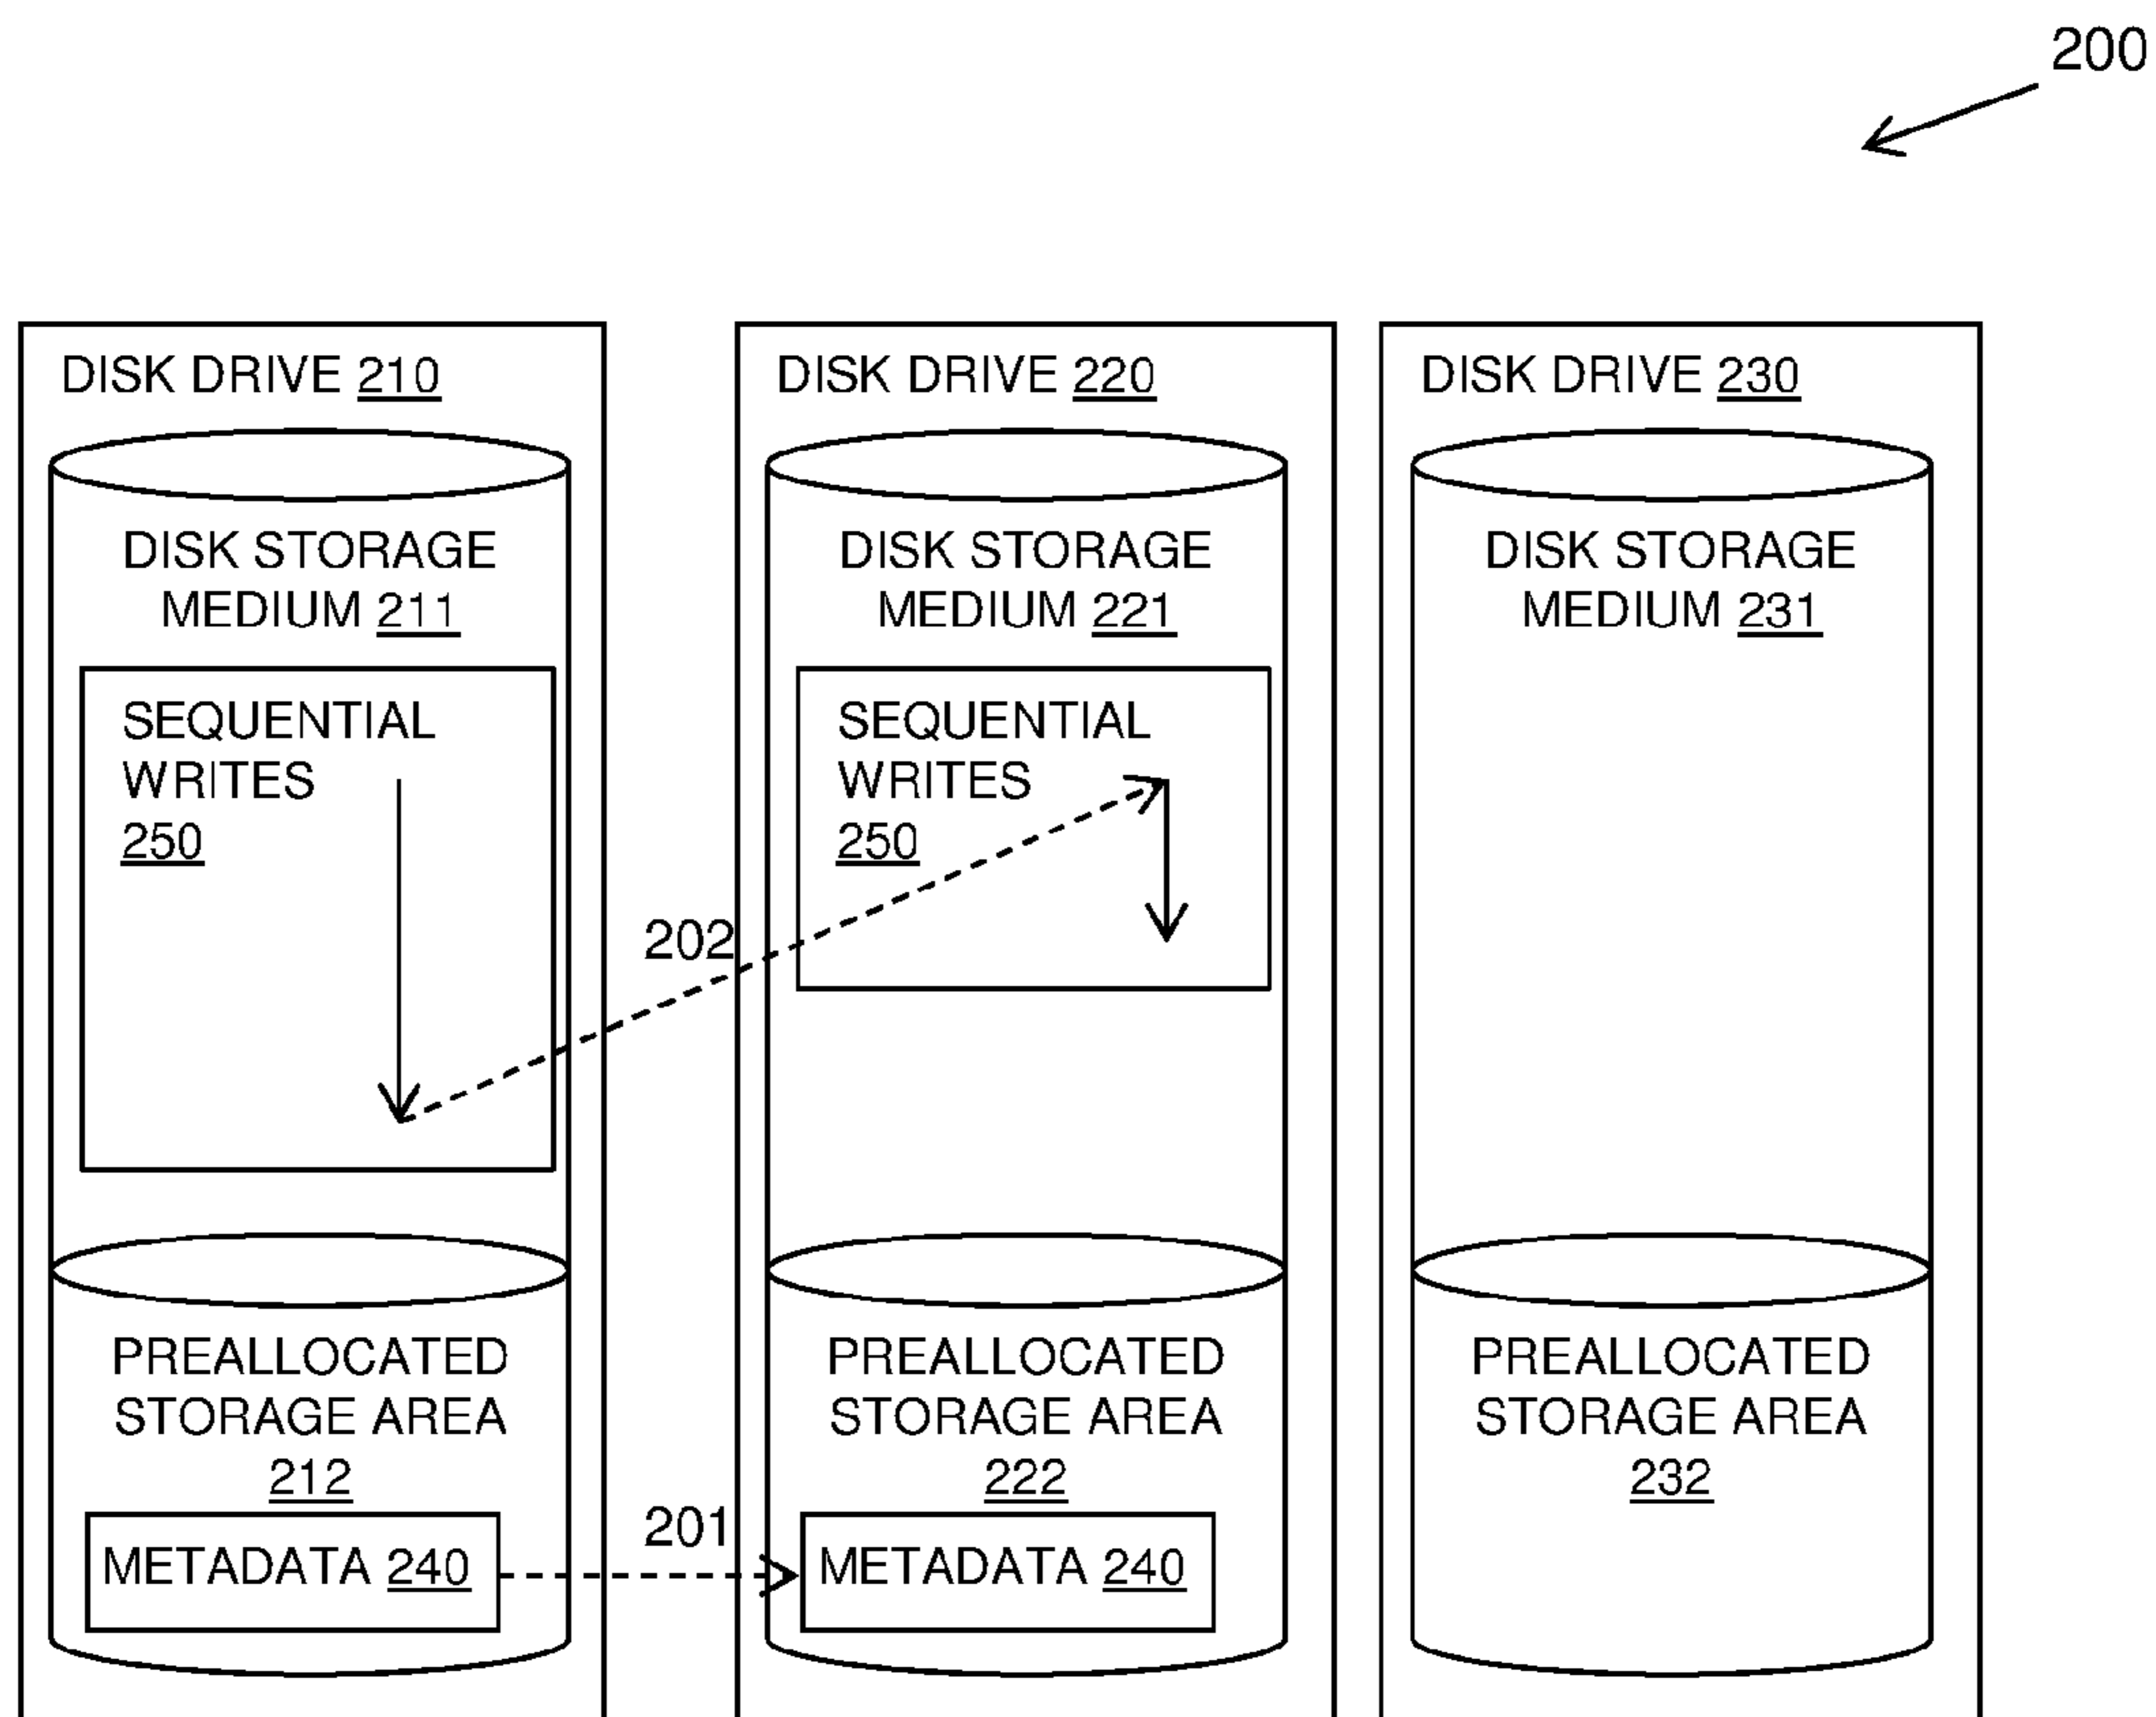 200
DISK DRIVE 210
DISK STORAGE
MEDIUM 211
SEQUENTIAL
WRITES
250
PREALLOCATED
STORAGE AREA
212
METADATA 240
202
201
DISK DRIVE 220
DISK STORAGE
MEDIUM 221
SEQUENTIAL
WRITES
250
PREALLOCATED
STORAGE AREA
222
METADATA 240
DISK DRIVE 230
DISK STORAGE
MEDIUM 231
PREALLOCATED
STORAGE AREA
232